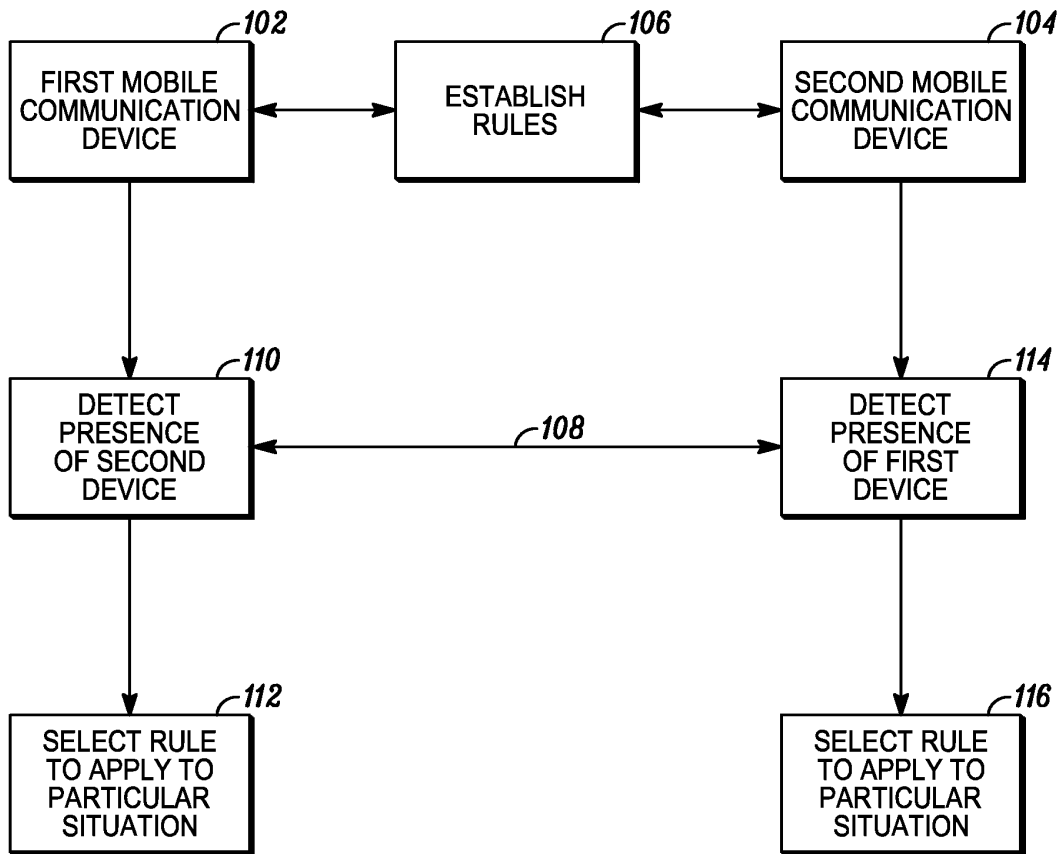 102
FIRST MOBILE
COMMUNICATION
DEVICE
106
ESTABLISH
RULES
104
SECOND MOBILE
COMMUNICATION
DEVICE
110
DETECT
PRESENCE
OF SECOND
DEVICE
108
114
DETECT
PRESENCE
OF FIRST
DEVICE
112
SELECT RULE
TO APPLY TO
PARTICULAR
SITUATION
116
SELECT RULE
TO APPLY TO
PARTICULAR
SITUATION